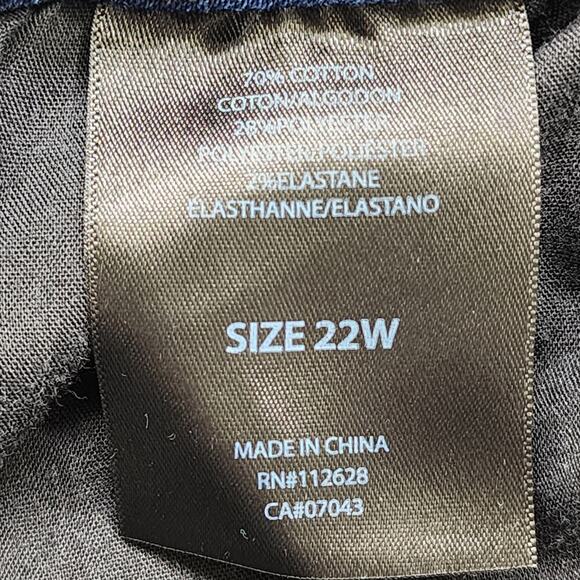 70% COTTON
COTON/ALGODON
28%POLYESTER
POLYESTER/POLIESTER
2%ELASTANE
ÉLASTHANNE/ELASTANO
SIZE 22W
MADE IN CHINA
RN#112628
CA#07043